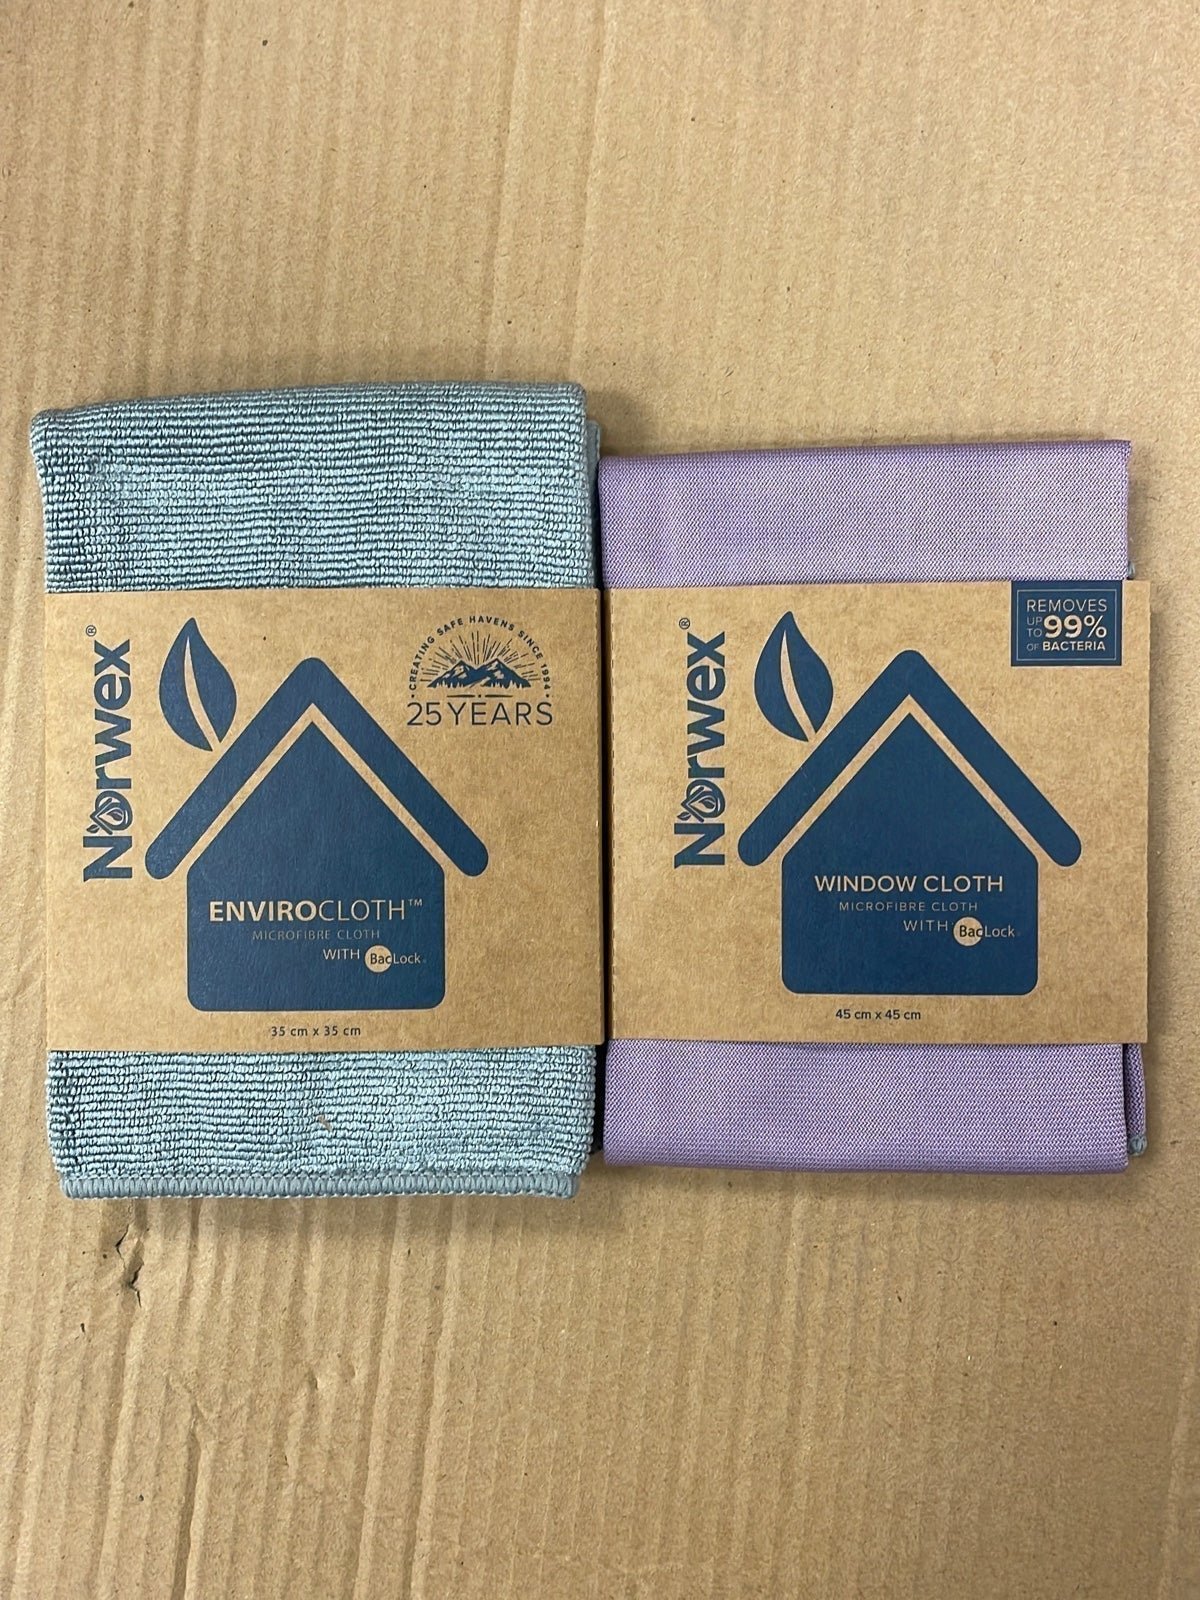 Norwex®
CREATING SAFE HAVENS SINCE 1994
25 YEARS
ENVIROCLOTH™
MICROFIBRE CLOTH
WITH BacLock®
35 cm x 35 cm
Norwex®
REMOVES
UP TO 99%
OF BACTERIA
WINDOW CLOTH
MICROFIBRE CLOTH
WITH BacLock®
45 cm x 45 cm